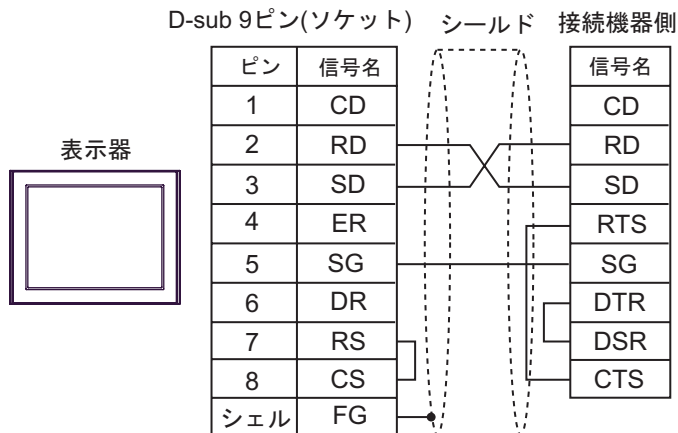 D-sub 9ピン(ソケット) シールド 接続機器側
ピン 信号名 信号名
1 CD CD
表示器
2 RD RD
3 SD SD
4 ER RTS
5 SG SG
6 DR DTR
7 RS DSR
8 CS CTS
シェル FG